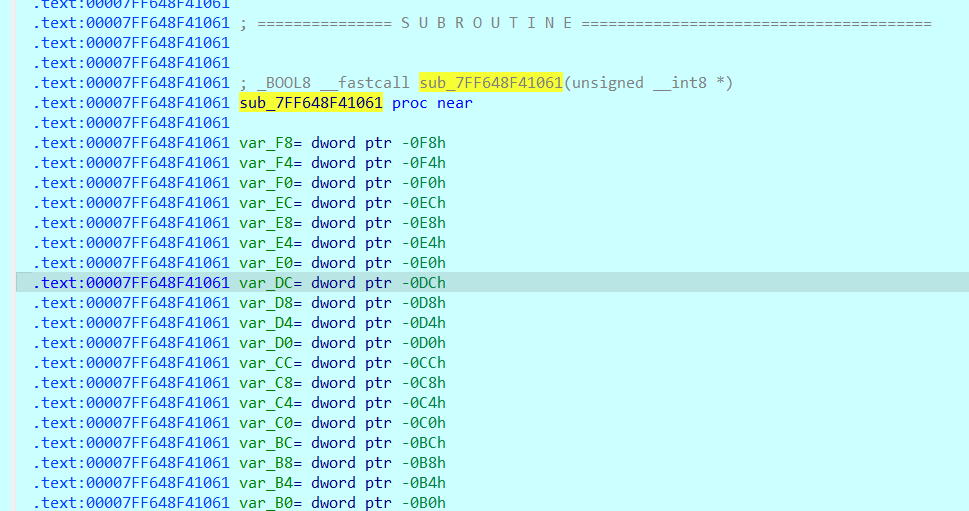 .text:00007FF648F41061
.text:00007FF648F41061 ; =============== S U B R O U T I N E =======================================
.text:00007FF648F41061
.text:00007FF648F41061
.text:00007FF648F41061 ; _BOOL8 __fastcall sub_7FF648F41061(unsigned __int8 *)
.text:00007FF648F41061 sub_7FF648F41061 proc near
.text:00007FF648F41061
.text:00007FF648F41061 var_F8= dword ptr -0F8h
.text:00007FF648F41061 var_F4= dword ptr -0F4h
.text:00007FF648F41061 var_F0= dword ptr -0F0h
.text:00007FF648F41061 var_EC= dword ptr -0ECh
.text:00007FF648F41061 var_E8= dword ptr -0E8h
.text:00007FF648F41061 var_E4= dword ptr -0E4h
.text:00007FF648F41061 var_E0= dword ptr -0E0h
.text:00007FF648F41061 var_DC= dword ptr -0DCh
.text:00007FF648F41061 var_D8= dword ptr -0D8h
.text:00007FF648F41061 var_D4= dword ptr -0D4h
.text:00007FF648F41061 var_D0= dword ptr -0D0h
.text:00007FF648F41061 var_CC= dword ptr -0CCh
.text:00007FF648F41061 var_C8= dword ptr -0C8h
.text:00007FF648F41061 var_C4= dword ptr -0C4h
.text:00007FF648F41061 var_C0= dword ptr -0C0h
.text:00007FF648F41061 var_BC= dword ptr -0BCh
.text:00007FF648F41061 var_B8= dword ptr -0B8h
.text:00007FF648F41061 var_B4= dword ptr -0B4h
.text:00007FF648F41061 var_B0= dword ptr -0B0h